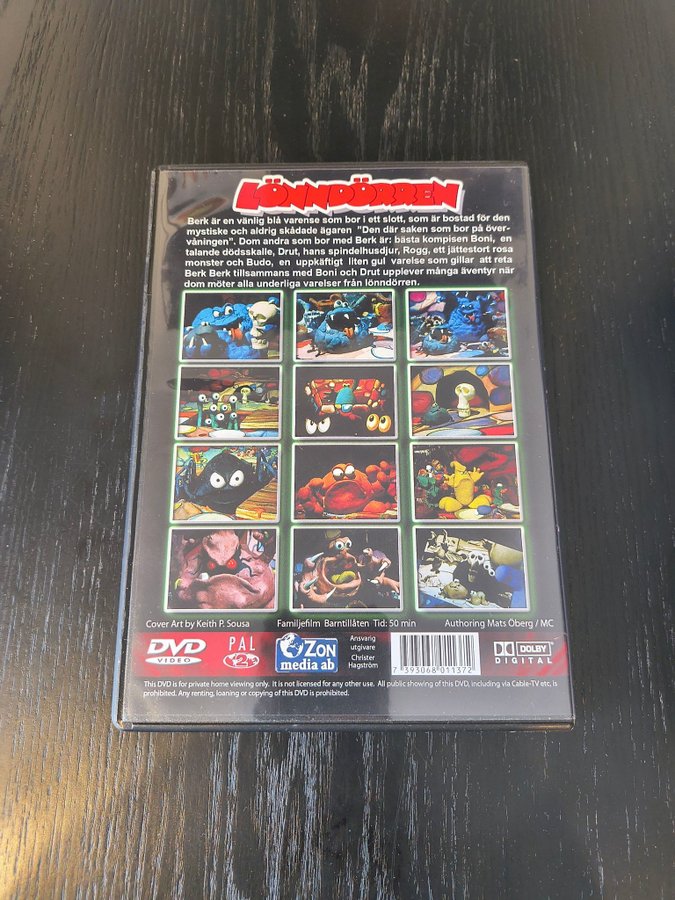 LÖNNDÖRREN
Berk är en vänlig blå varense som bor i ett slott, som är bostad för den
mystiske och aldrig skådade ägaren "Den där saken som bor på över-
våningen". Dom andra som bor med Berk är: bästa kompisen Boni, en
talande dödsskalle, Drut, hans spindelhusdjur, Rogg, ett jättestort rosa
monster och Budo, en uppkäftigt liten gul varelse som gillar att reta
Berk Berk tillsammans med Boni och Drut upplever många äventyr när
dom möter alla underliga varelser från lönndörren.
Cover Art by Keith P. Sousa Familjefilm Barntillåten Tid: 50 min Authoring Mats Öberg / MC
DVD
VIDEO
PAL
2
OZON
media ab
Ansvarig
utgivare
Christer
Hagström
7 393068 011372
DOLBY
DIGITAL
This DVD is for private home viewing only. It is not licensed for any other use. All public showing of this DVD, including via Cable-TV etc, is
prohibited. Any renting, loaning or copying of this DVD is prohibited.